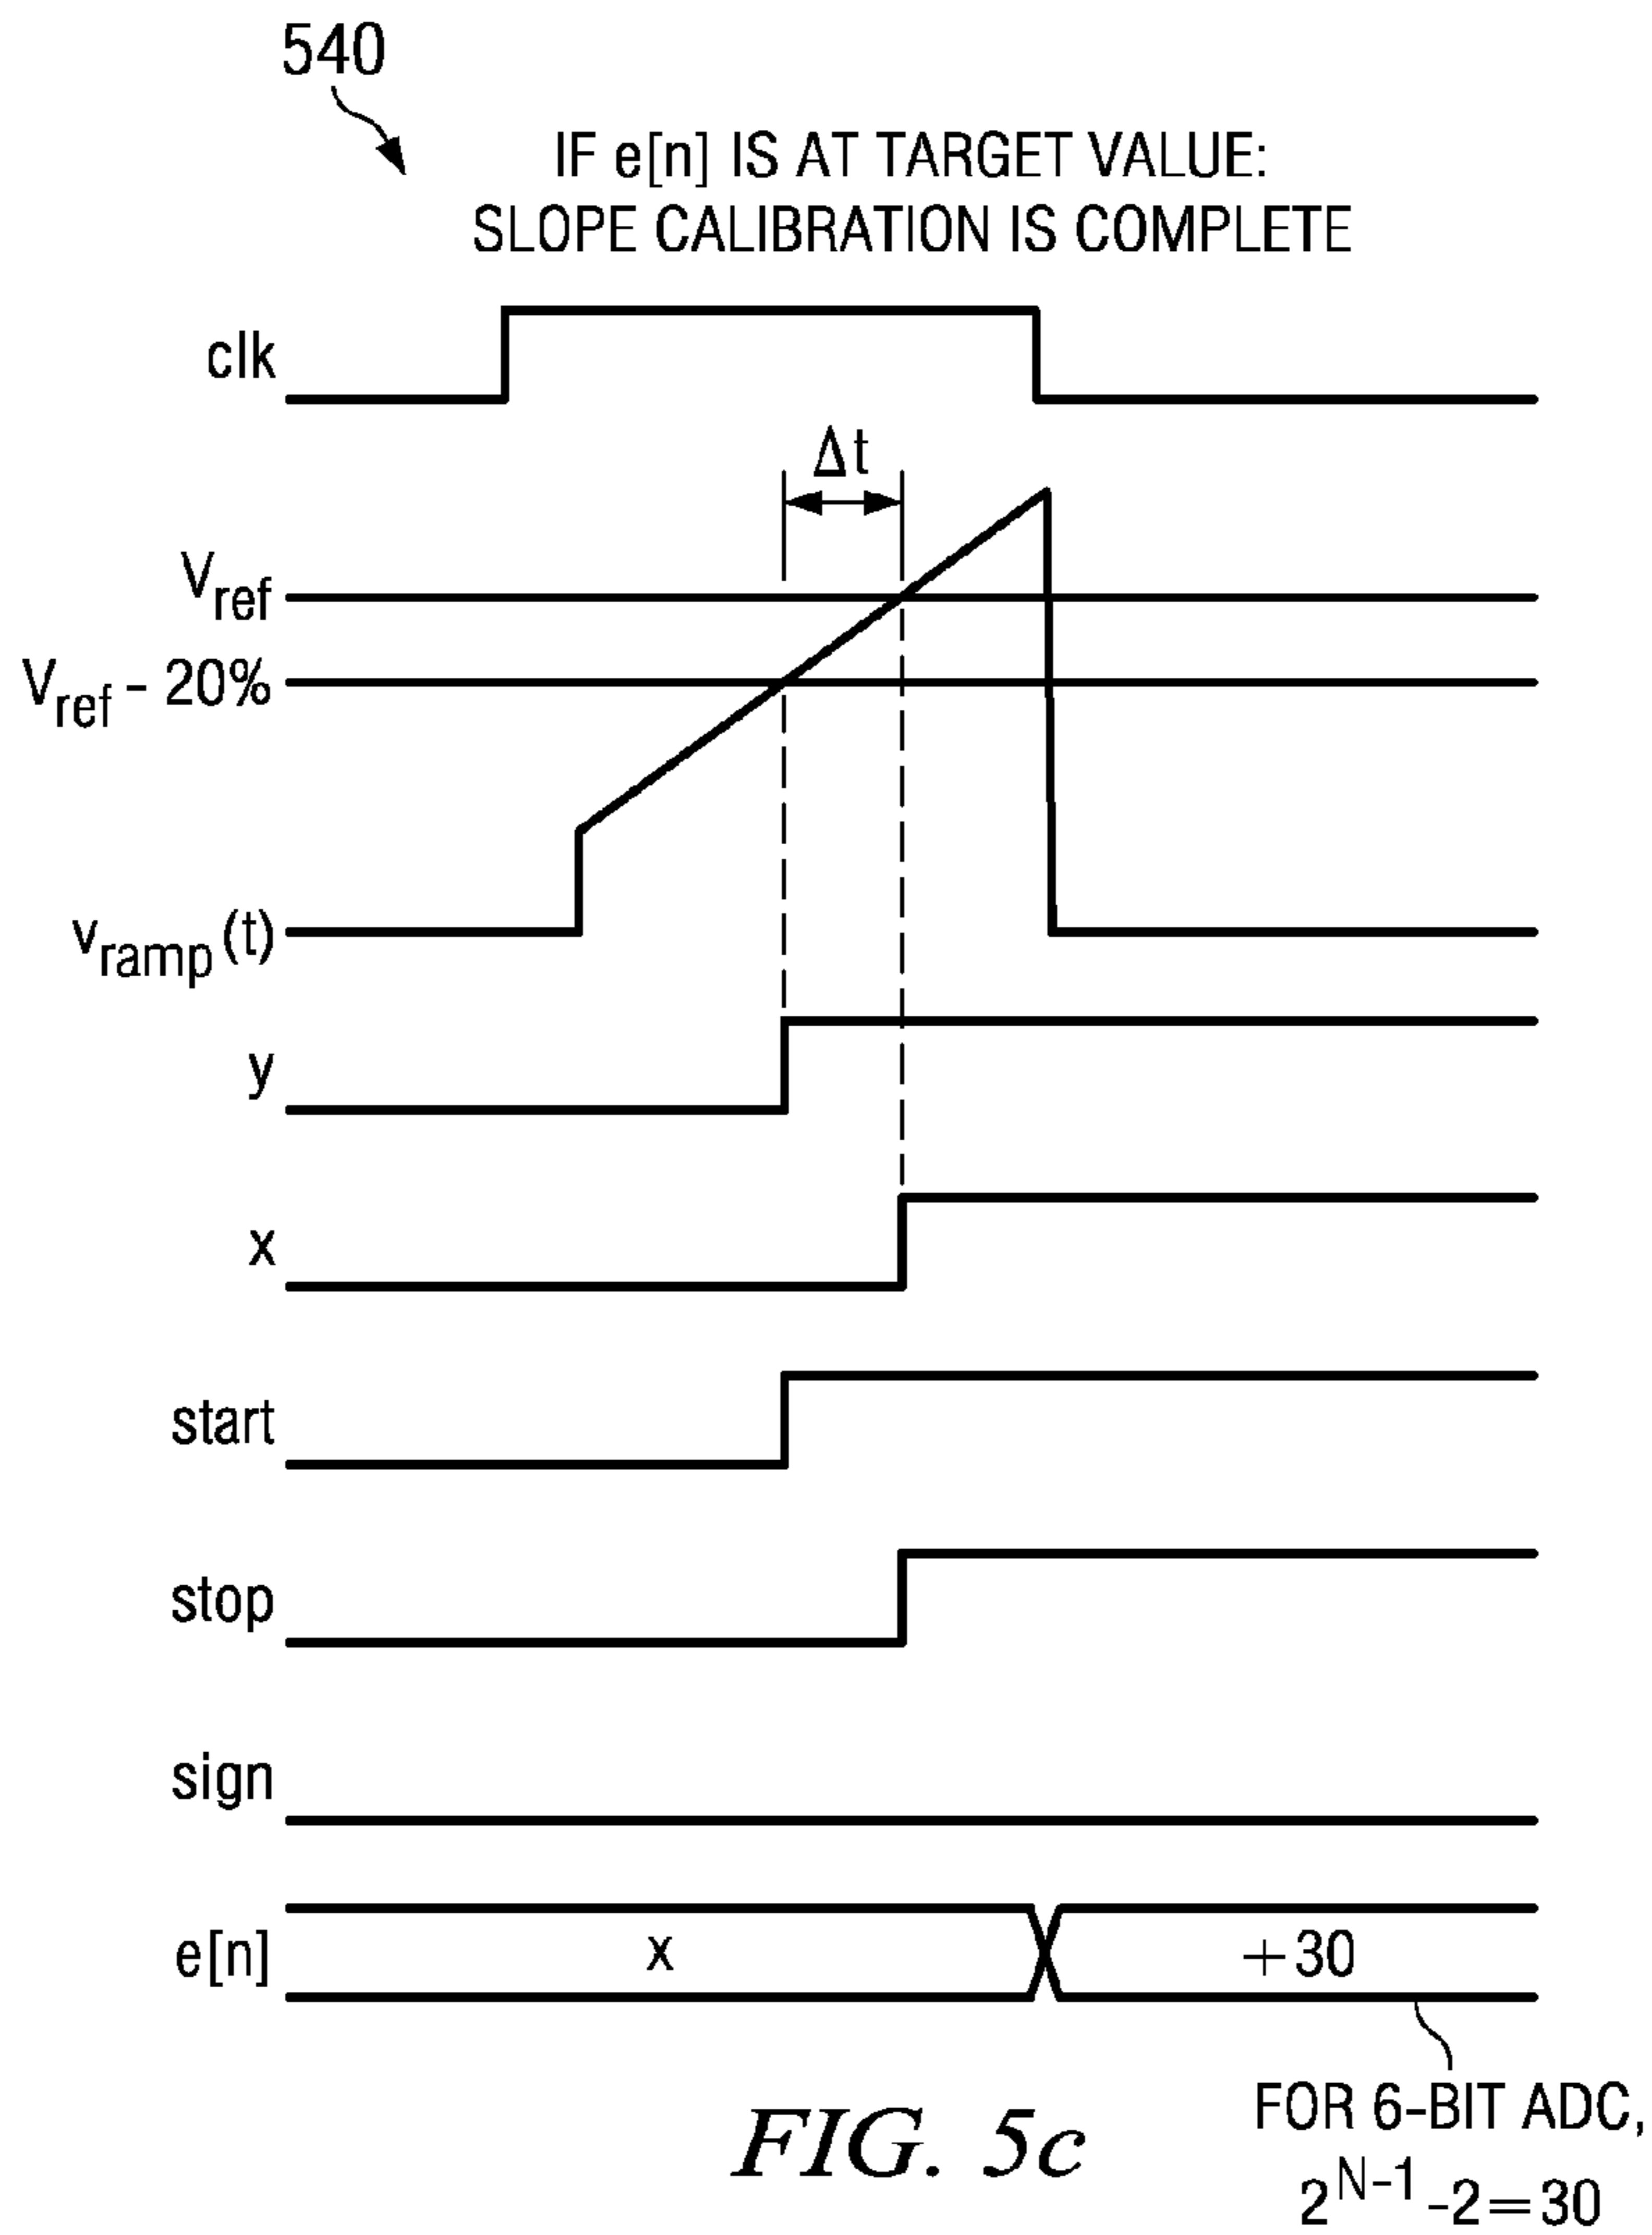 540
IF e[n] IS AT TARGET VALUE:
SLOPE CALIBRATION IS COMPLETE
clk
Δt
Vref
Vref - 20%
vramp(t)
y
x
start
stop
sign
e[n]
x
+30
FOR 6-BIT ADC,
2^N-1 -2=30
FIG. 5c